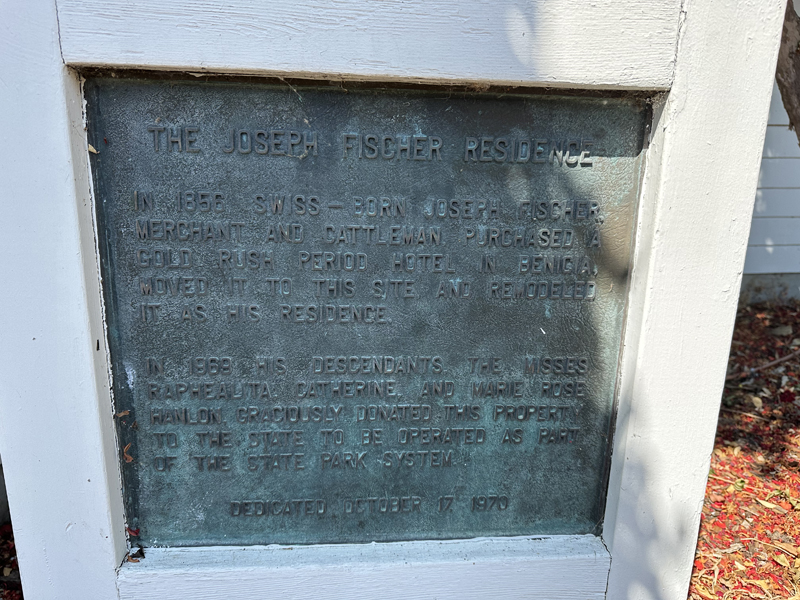 THE JOSEPH FISCHER RESIDENCE
IN 1856 SWISS-BORN JOSEPH FISCHER,
MERCHANT AND CATTLEMAN PURCHASED A
GOLD RUSH PERIOD HOTEL IN BENICIA,
MOVED IT TO THIS SITE AND REMODELED
IT AS HIS RESIDENCE.
IN 1969 HIS DESCENDANTS, THE MISSES
RAPHEALITA, CATHERINE, AND MARIE ROSE
HANLON, GRACIOUSLY DONATED THIS PROPERTY
TO THE STATE TO BE OPERATED AS PART
OF THE STATE PARK SYSTEM.
DEDICATED OCTOBER 17, 1970